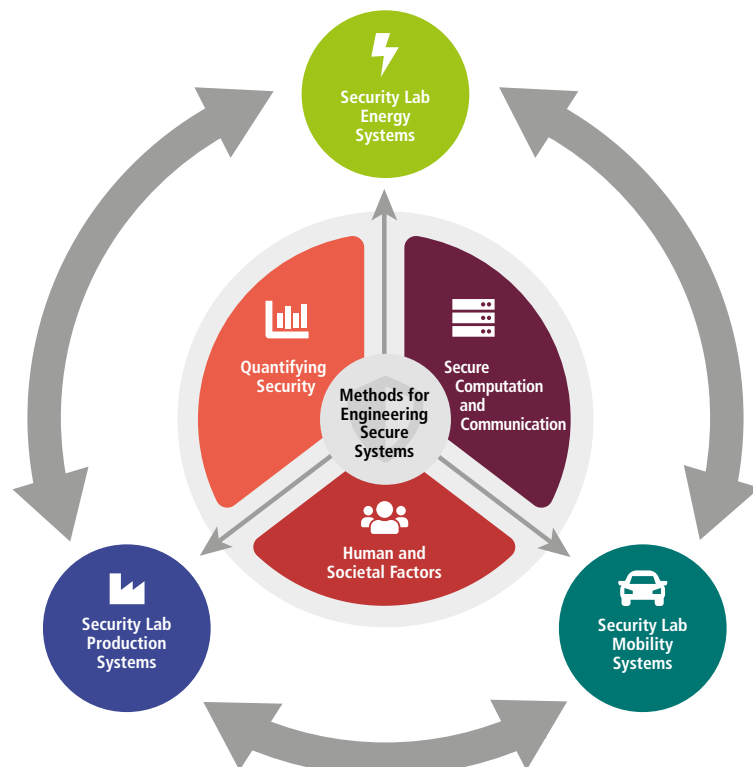 Security Lab
Energy
Systems
Quantifying
Security
Secure
Computation
and
Communication
Methods for
Engineering
Secure
Systems
Human and
Societal Factors
Security Lab
Production
Systems
Security Lab
Mobility
Systems